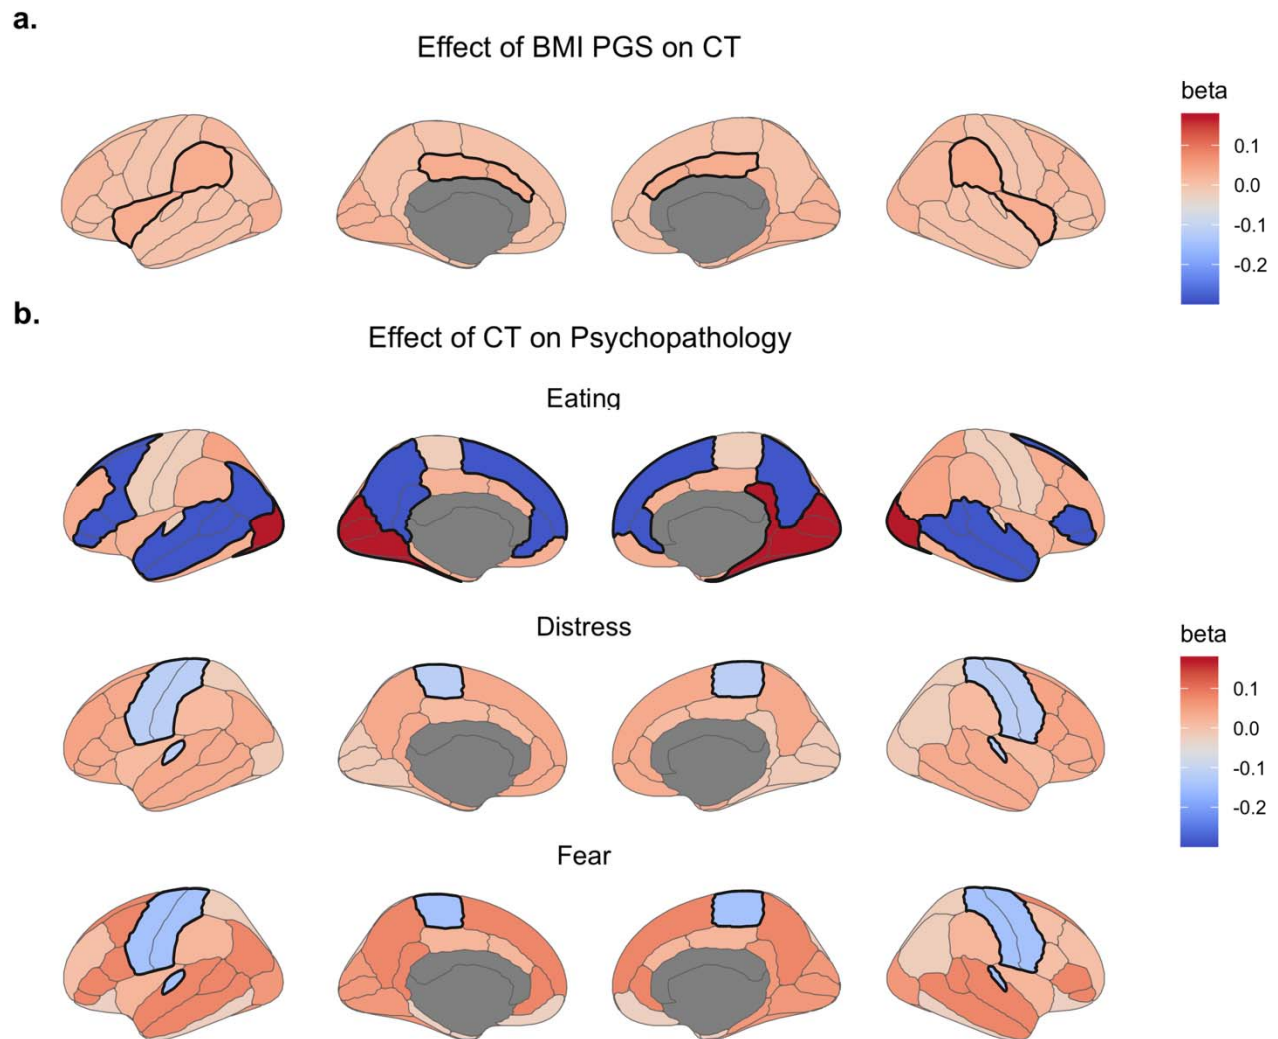 a.
Effect of BMI PGS on CT
beta
0.1
0.0
-0.1
-0.2
b.
Effect of CT on Psychopathology
Eating
Distress
beta
0.1
0.0
-0.1
-0.2
Fear